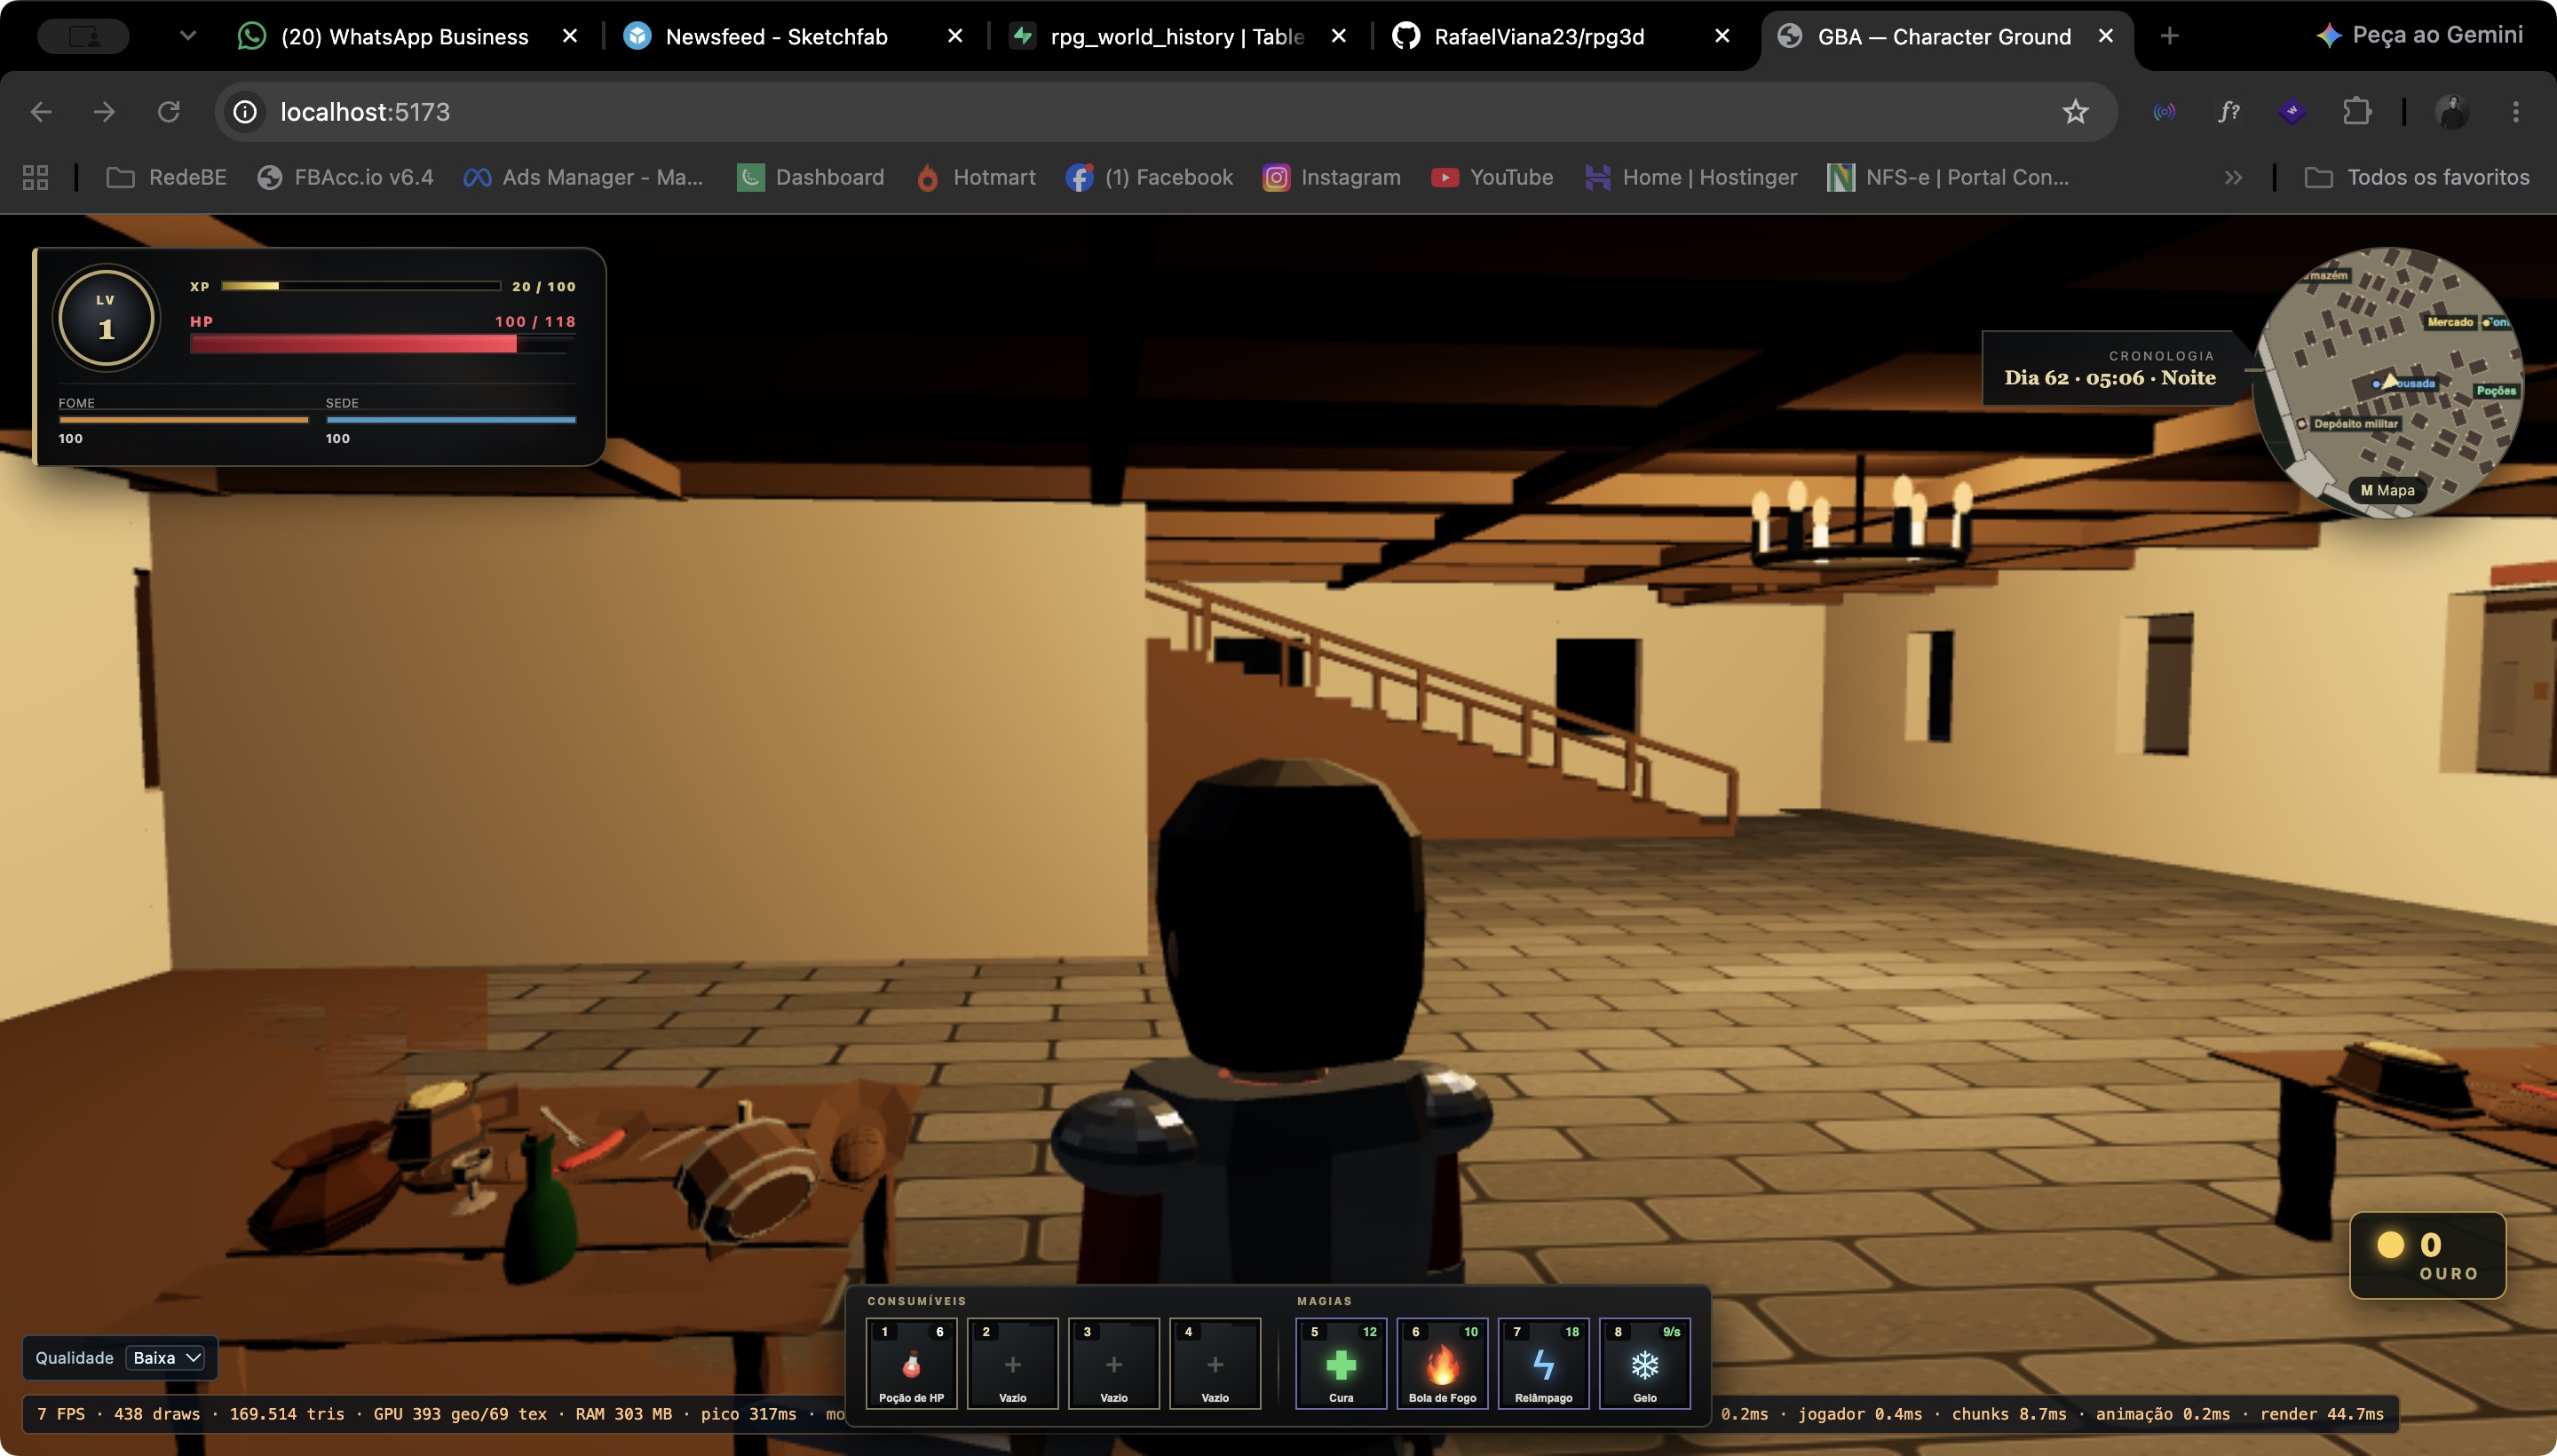 (20) WhatsApp Business
Newsfeed - Sketchfab
rpg_world_history | Table
RafaelViana23/rpg3d
GBA — Character Ground
Peça ao Gemini
localhost:5173
f?
RedeBE
FBAcc.io v6.4
Ads Manager - Ma...
Dashboard
Hotmart
(1) Facebook
Instagram
YouTube
Home | Hostinger
NFS-e | Portal Con...
Todos os favoritos
LV
1
XP
20 / 100
HP
100 / 118
FOME
SEDE
100
100
CRONOLOGIA
Dia 62 · 05:06 · Noite
mazém
Mercado
ousada
Poções
Depósito militar
M Mapa
0
OURO
Qualidade
Baixa
CONSUMÍVEIS
1 6 Poção de HP
2 Vazio
3 Vazio
4 Vazio
MAGIAS
5 12 Cura
6 10 Bola de Fogo
7 18 Relâmpago
8 9/s Gelo
7 FPS · 438 draws · 169.514 tris · GPU 393 geo/69 tex · RAM 303 MB · pico 317ms · mo
0.2ms · jogador 0.4ms · chunks 8.7ms · animação 0.2ms · render 44.7ms